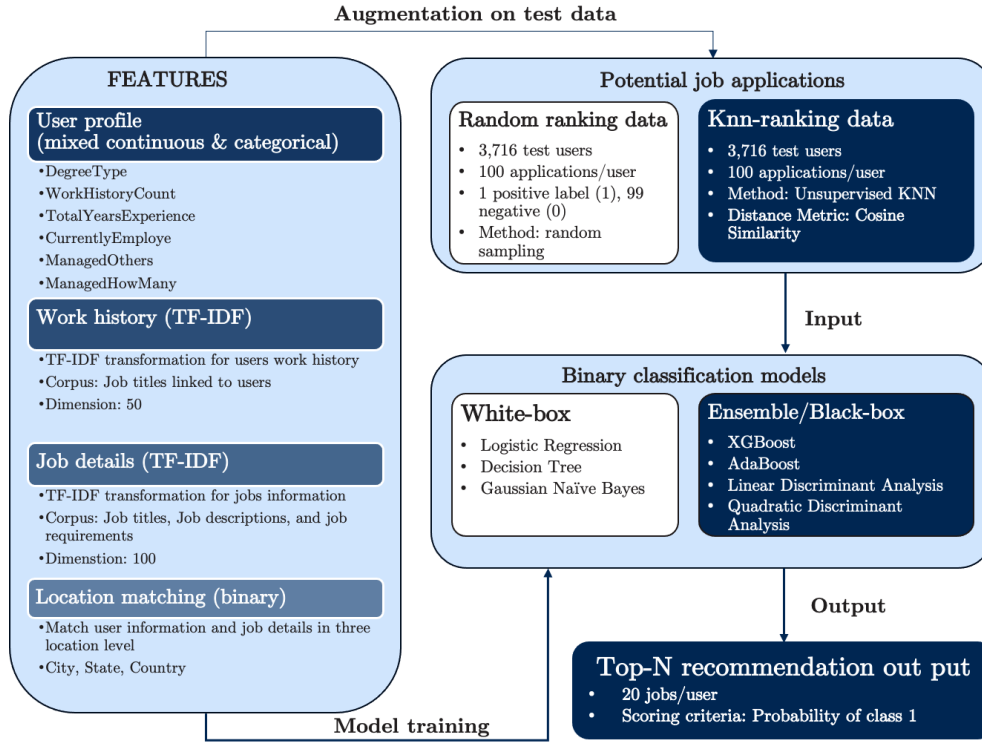 Augmentation on test data
FEATURES
User profile
(mixed continuous & categorical)
•DegreeType
•WorkHistoryCount
•TotalYearsExperience
•CurrentlyEmploye
•ManagedOthers
•ManagedHowMany
Work history (TF-IDF)
•TF-IDF transformation for users work history
•Corpus: Job titles linked to users
•Dimension: 50
Job details (TF-IDF)
•TF-IDF transformation for jobs information
•Corpus: Job titles, Job descriptions, and job
requirements
•Dimenstion: 100
Location matching (binary)
•Match user information and job details in three
location level
•City, State, Country
Model training
Potential job applications
Random ranking data
• 3,716 test users
• 100 applications/user
• 1 positive label (1), 99
negative (0)
• Method: random
sampling
Knn-ranking data
• 3,716 test users
• 100 applications/user
• Method: Unsupervised KNN
• Distance Metric: Cosine
Similarity
Input
Binary classification models
White-box
• Logistic Regression
• Decision Tree
• Gaussian Naïve Bayes
Ensemble/Black-box
• XGBoost
• AdaBoost
• Linear Discriminant Analysis
• Quadratic Discriminant
Analysis
Output
Top-N recommendation out put
• 20 jobs/user
• Scoring criteria: Probability of class 1